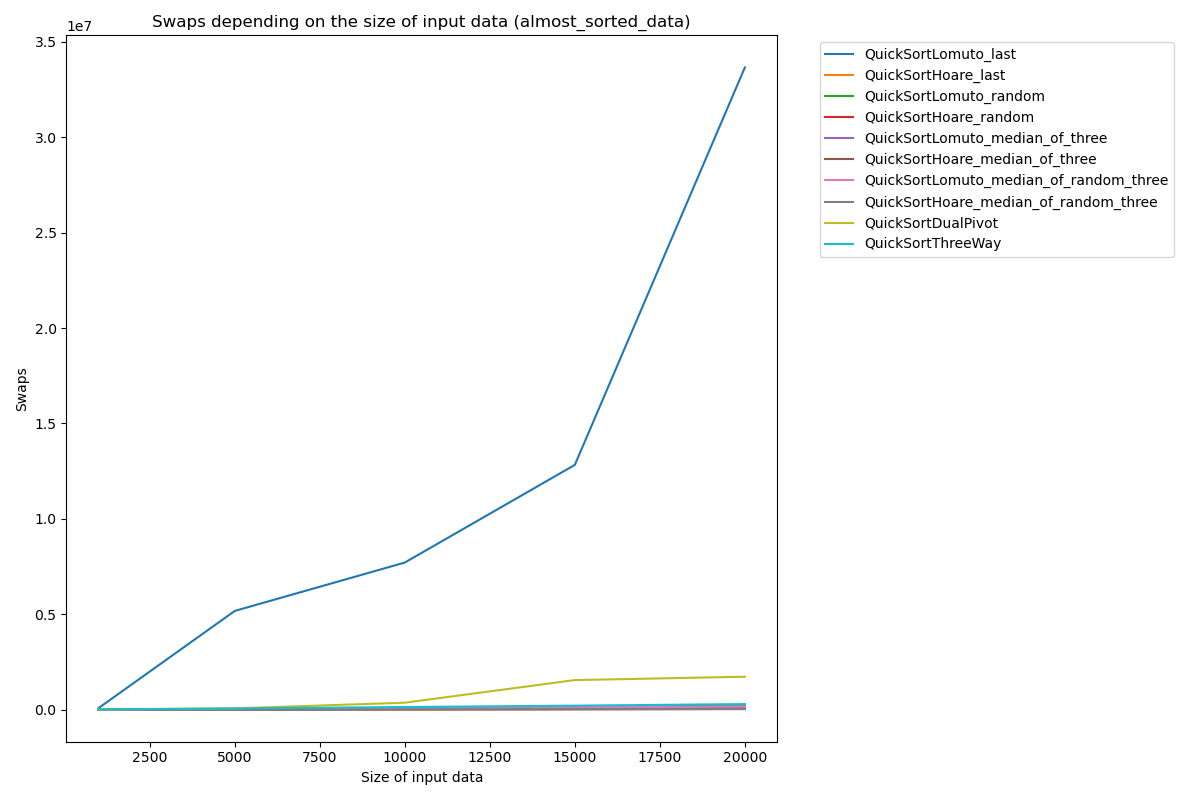 Swaps depending on the size of input data (almost_sorted_data)
1e7
3.5
3.0
2.5
2.0
1.5
1.0
0.5
0.0
Swaps
2500
5000
7500
10000
12500
15000
17500
20000
Size of input data
QuickSortLomuto_last
QuickSortHoare_last
QuickSortLomuto_random
QuickSortHoare_random
QuickSortLomuto_median_of_three
QuickSortHoare_median_of_three
QuickSortLomuto_median_of_random_three
QuickSortHoare_median_of_random_three
QuickSortDualPivot
QuickSortThreeWay